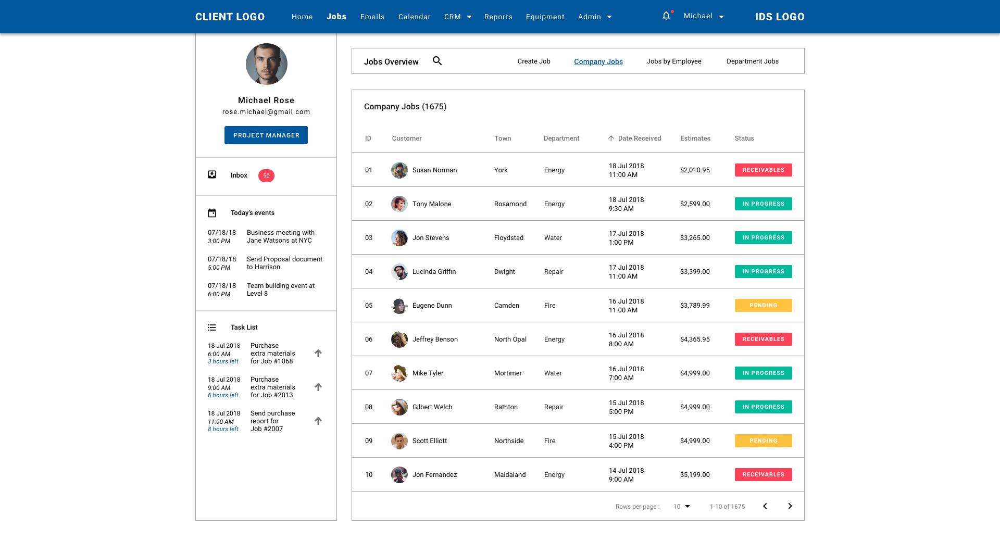 CLIENT LOGO
Home
Jobs
Emails
Calendar
CRM
Reports
Equipment
Admin
Michael
IDS LOGO
Michael Rose
rose.michael@gmail.com
PROJECT MANAGER
Inbox
50
Today's events
07/18/18 Business meeting with
3:00 PM Jane Watsons at NYC
07/18/18 Send Proposal document
5:00 PM to Harrison
07/18/18 Team building event at
6:00 PM Level 8
Task List
18 Jul 2018 Purchase
6:00 AM extra materials
3 hours left for Job #1068
18 Jul 2018 Purchase
9:00 AM extra materials
6 hours left for Job #2013
18 Jul 2018 Send purchase
11:00 AM report for
8 hours left Job #2007
Jobs Overview
Create Job
Company Jobs
Jobs by Employee
Department Jobs
Company Jobs (1675)
ID Customer Town Department Date Received Estimates Status
01 Susan Norman York Energy 18 Jul 2018 11:00 AM $2,010.95 RECEIVABLES
02 Tony Malone Rosamond Energy 18 Jul 2018 9:30 AM $2,599.00 IN PROGRESS
03 Jon Stevens Floydstad Water 17 Jul 2018 1:00 PM $3,265.00 IN PROGRESS
04 Lucinda Griffin Dwight Repair 17 Jul 2018 11:00 AM $3,399.00 IN PROGRESS
05 Eugene Dunn Camden Fire 16 Jul 2018 11:00 AM $3,789.99 PENDING
06 Jeffrey Benson North Opal Energy 16 Jul 2018 8:00 AM $4,365.95 RECEIVABLES
07 Mike Tyler Mortimer Water 16 Jul 2018 7:00 AM $4,999.00 IN PROGRESS
08 Gilbert Welch Rathton Repair 15 Jul 2018 5:00 PM $4,999.00 IN PROGRESS
09 Scott Elliott Northside Fire 15 Jul 2018 4:00 PM $4,999.00 PENDING
10 Jon Fernandez Maidaland Energy 14 Jul 2018 9:00 AM $5,199.00 RECEIVABLES
Rows per page : 10 1-10 of 1675